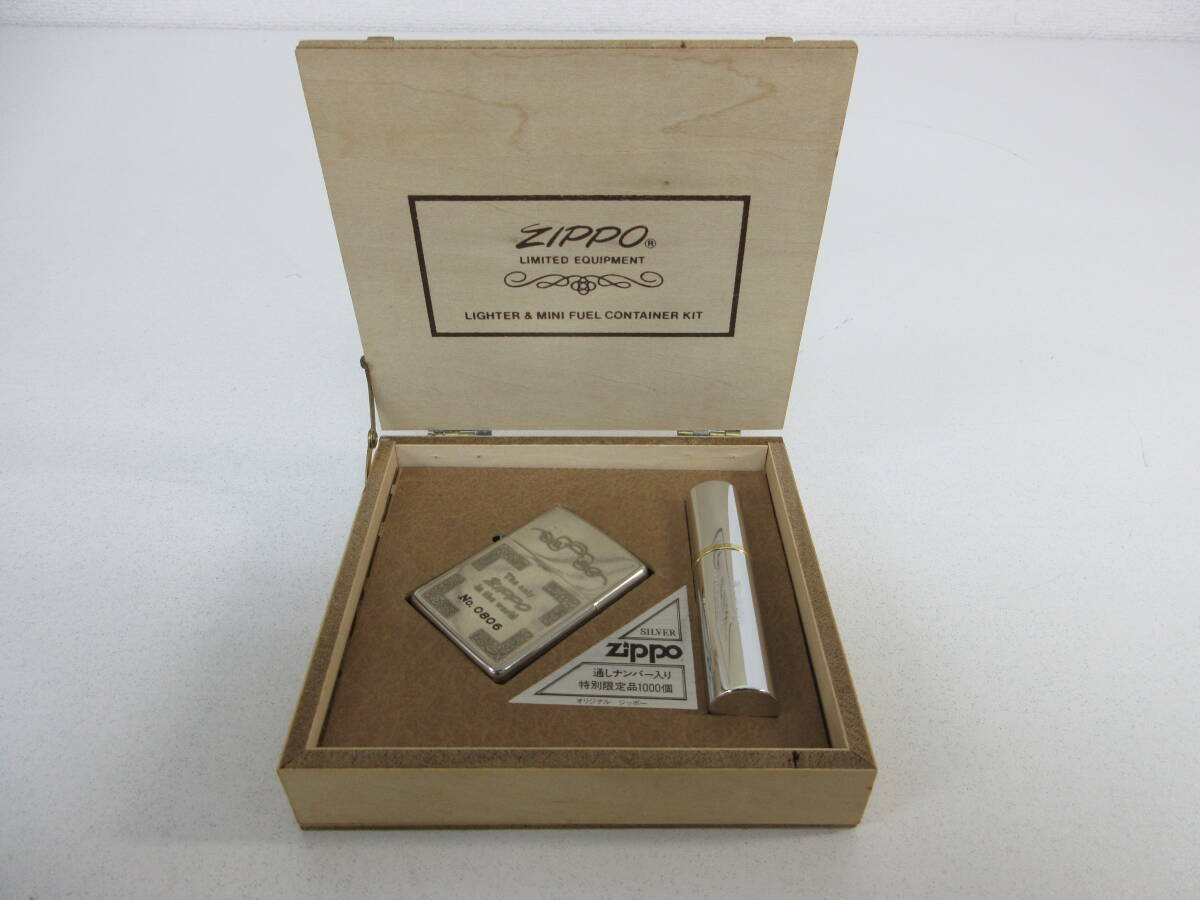 ZIPPO®
LIMITED EQUIPMENT
LIGHTER & MINI FUEL CONTAINER KIT
The only
ZIPPO
in the world
No.0806
SILVER
zippo
通しナンバー入り
特別限定品1000個
オリジナル ジッポー